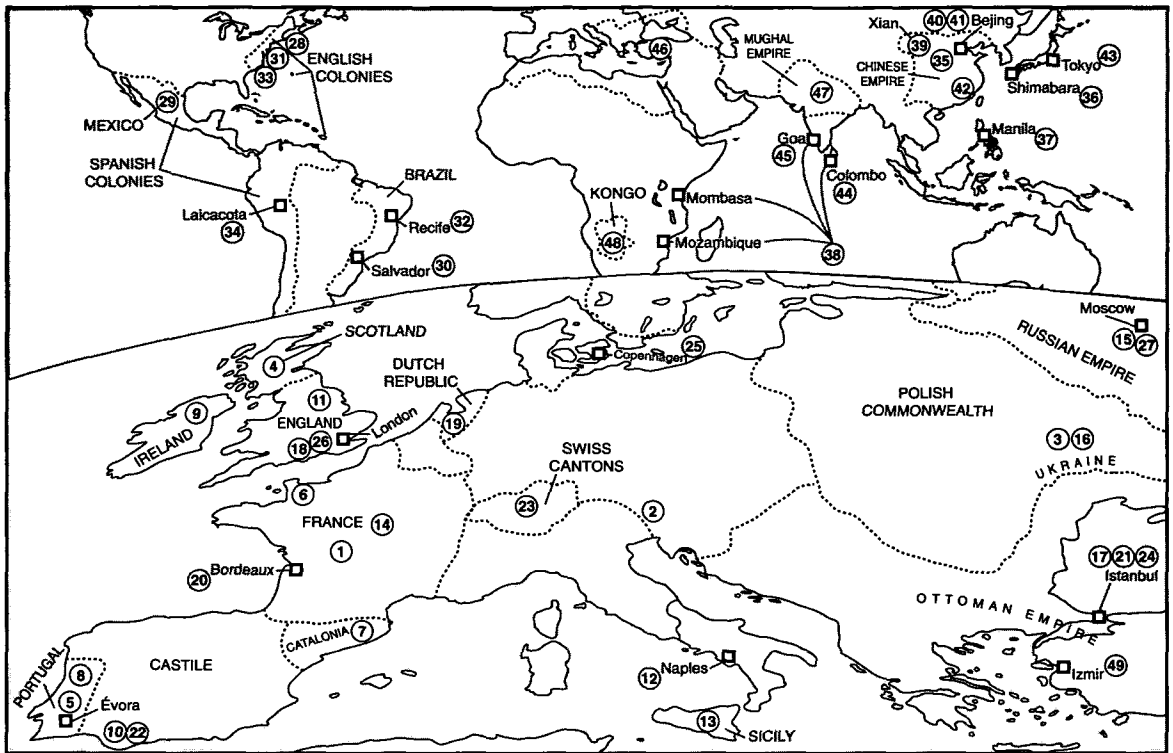 40 41 Bejing
Xian
39
35
28
31
ENGLISH
COLONIES
33
46
MUGHAL
EMPIRE
47
CHINESE
EMPIRE
42
43
Tokyo
Shimabara
36
29
MEXICO
SPANISH
COLONIES
Goa
45
Manila
37
Colombo
44
BRAZIL
KONGO
48
Mombasa
Laicacota
34
Recife 32
Mozambique
38
Salvador 30
Moscow
15 27
RUSSIAN EMPIRE
SCOTLAND
4
Copenhagen
25
DUTCH
REPUBLIC
19
POLISH
COMMONWEALTH
11
9
ENGLAND
London
18 26
IRELAND
3 16
UKRAINE
SWISS
CANTONS
23
6
FRANCE 14
2
1
20
Bordeaux
17 21 24
Istanbul
OTTOMAN EMPIRE
CATALONIA 7
PORTUGAL
8
CASTILE
5
Évora
10 22
Naples
12
Izmir 49
13
SICILY